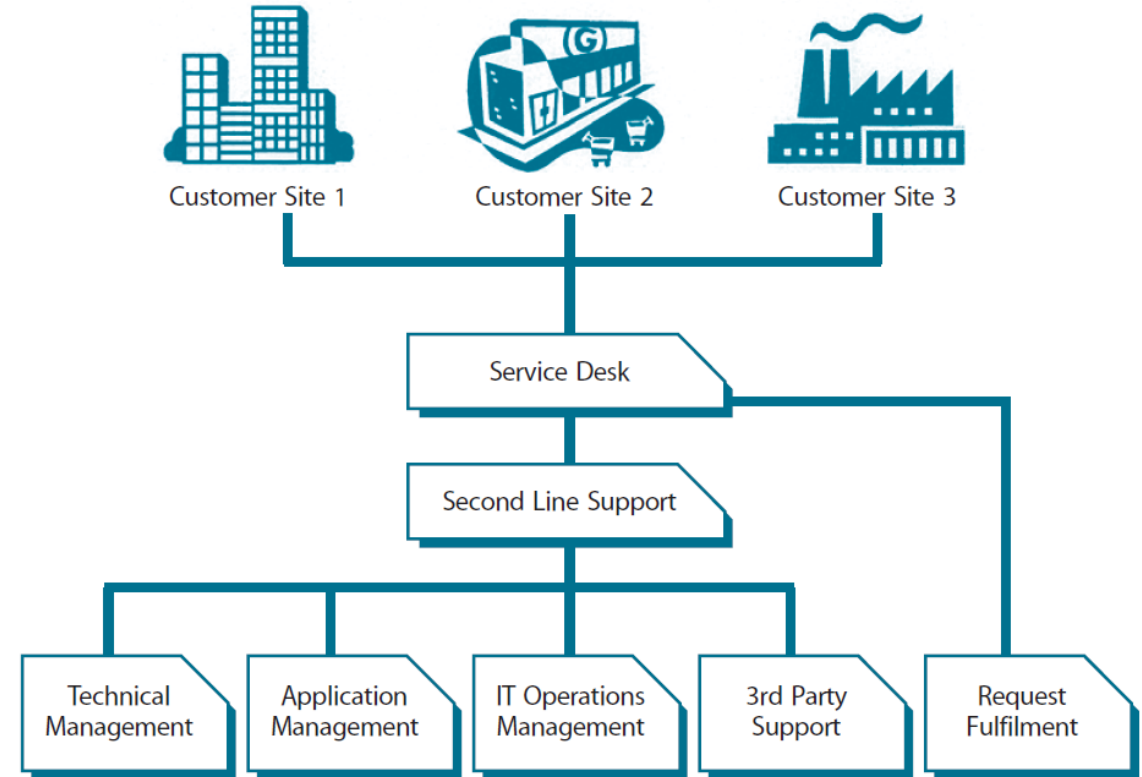 G
Customer Site 1
Customer Site 2
Customer Site 3
Service Desk
Second Line Support
Technical
Management
Application
Management
IT Operations
Management
3rd Party
Support
Request
Fulfilment